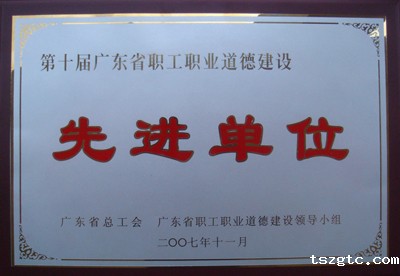 第十届广东省职工职业道德建设
先进单位
广东省总工会 广东省职工职业道德建设领导小组
二〇〇七年十一月
tszgtc.com